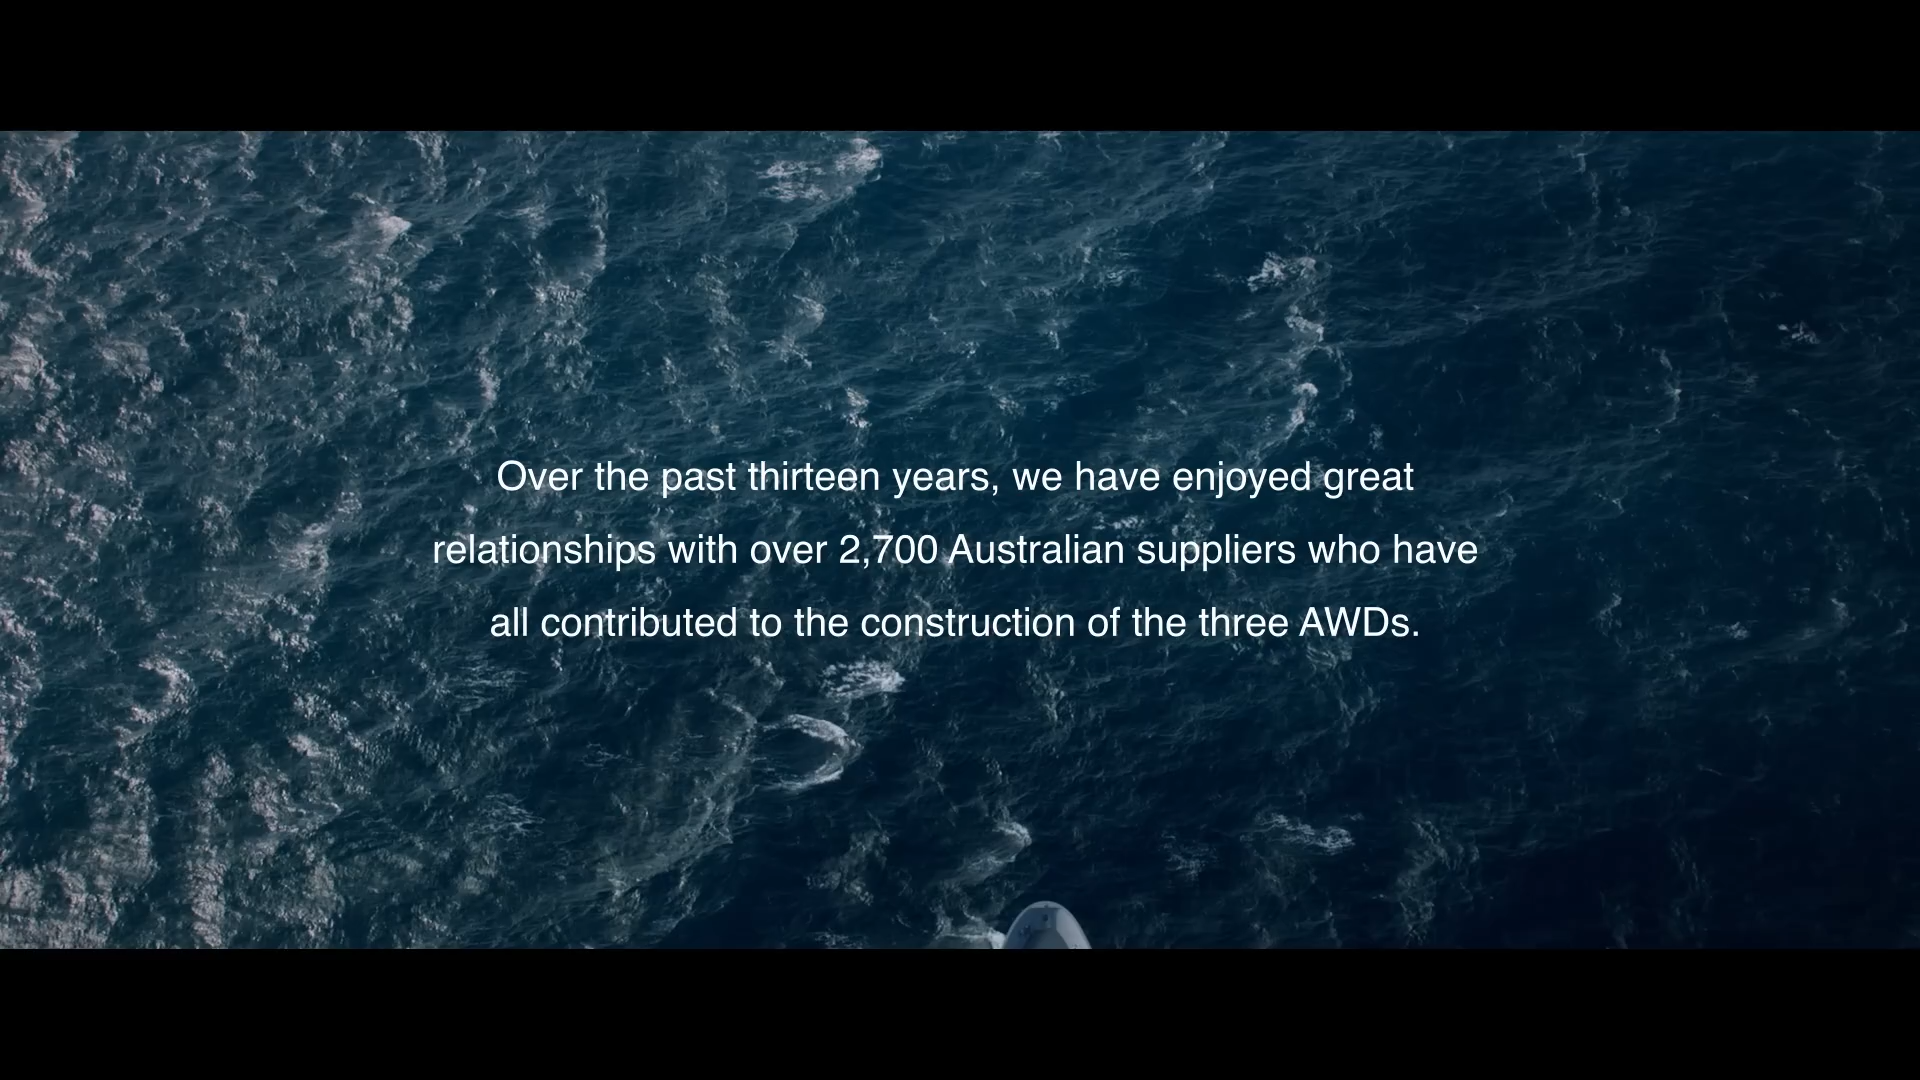 Over the past thirteen years, we have enjoyed great
relationships with over 2,700 Australian suppliers who have
all contributed to the construction of the three AWDs.